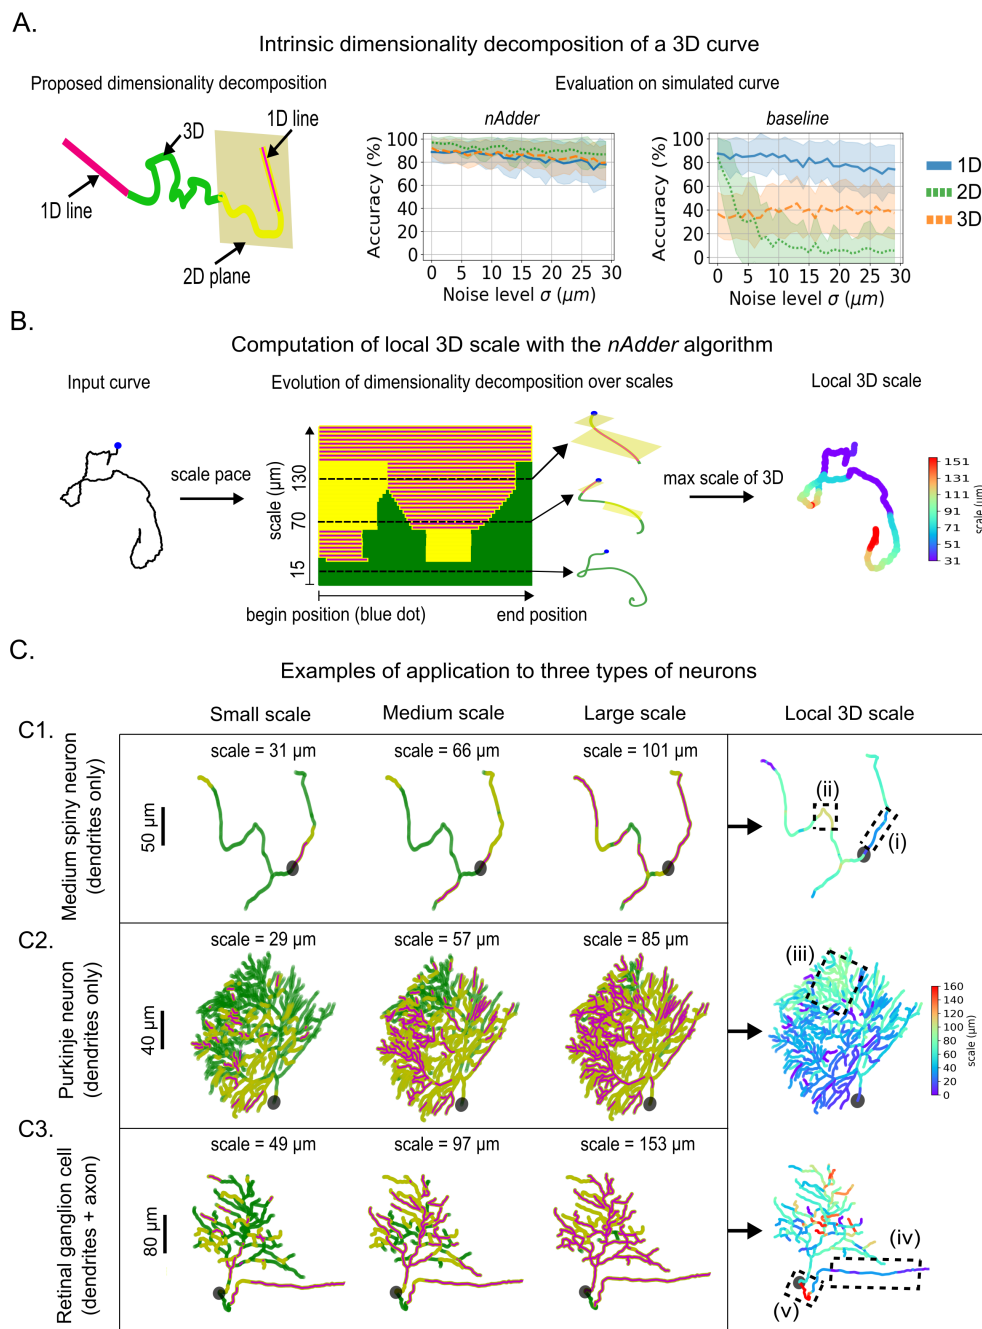 A.
Intrinsic dimensionality decomposition of a 3D curve
Proposed dimensionality decomposition
Evaluation on simulated curve
1D line
3D
1D line
2D plane
nAdder
Accuracy (%)
100
80
60
40
20
0
0 5 10 15 20 25 30
Noise level σ (μm)
baseline
Accuracy (%)
100
80
60
40
20
0
0 5 10 15 20 25 30
Noise level σ (μm)
1D
2D
3D
B.
Computation of local 3D scale with the nAdder algorithm
Input curve
Evolution of dimensionality decomposition over scales
Local 3D scale
scale pace
scale (μm)
130
70
15
begin position (blue dot)
end position
max scale of 3D
151
131
111
91
71
51
31
scale (μm)
C.
Examples of application to three types of neurons
Small scale
Medium scale
Large scale
Local 3D scale
C1.
Medium spiny neuron
(dendrites only)
50 μm
scale = 31 μm
scale = 66 μm
scale = 101 μm
(ii)
(i)
C2.
Purkinje neuron
(dendrites only)
40 μm
scale = 29 μm
scale = 57 μm
scale = 85 μm
(iii)
160
140
120
100
80
60
40
20
0
scale (μm)
C3.
Retinal ganglion cell
(dendrites + axon)
80 μm
scale = 49 μm
scale = 97 μm
scale = 153 μm
(iv)
(v)